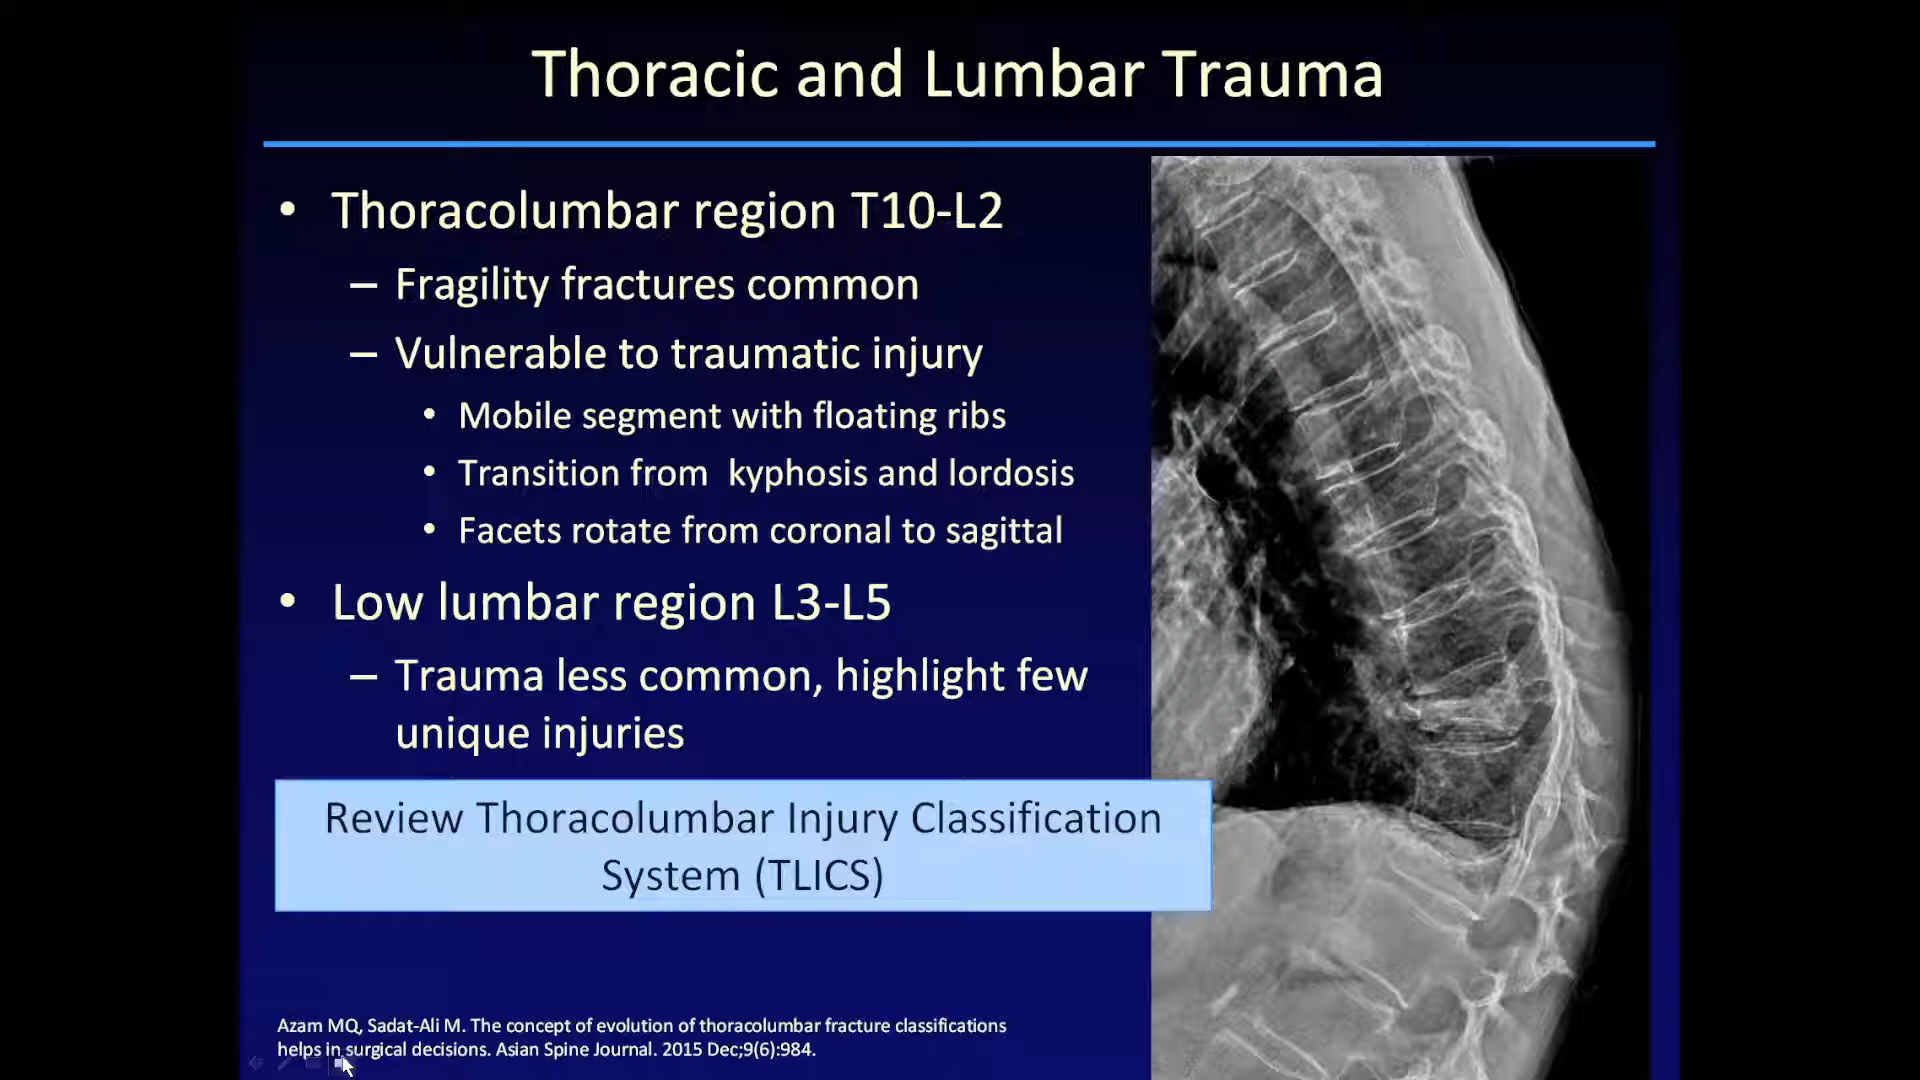 Thoracic and Lumbar Trauma
• Thoracolumbar region T10-L2
– Fragility fractures common
– Vulnerable to traumatic injury
• Mobile segment with floating ribs
• Transition from kyphosis and lordosis
• Facets rotate from coronal to sagittal
• Low lumbar region L3-L5
– Trauma less common, highlight few
unique injuries
Review Thoracolumbar Injury Classification
System (TLICS)
Azam MQ, Sadat-Ali M. The concept of evolution of thoracolumbar fracture classifications
helps in surgical decisions. Asian Spine Journal. 2015 Dec;9(6):984.